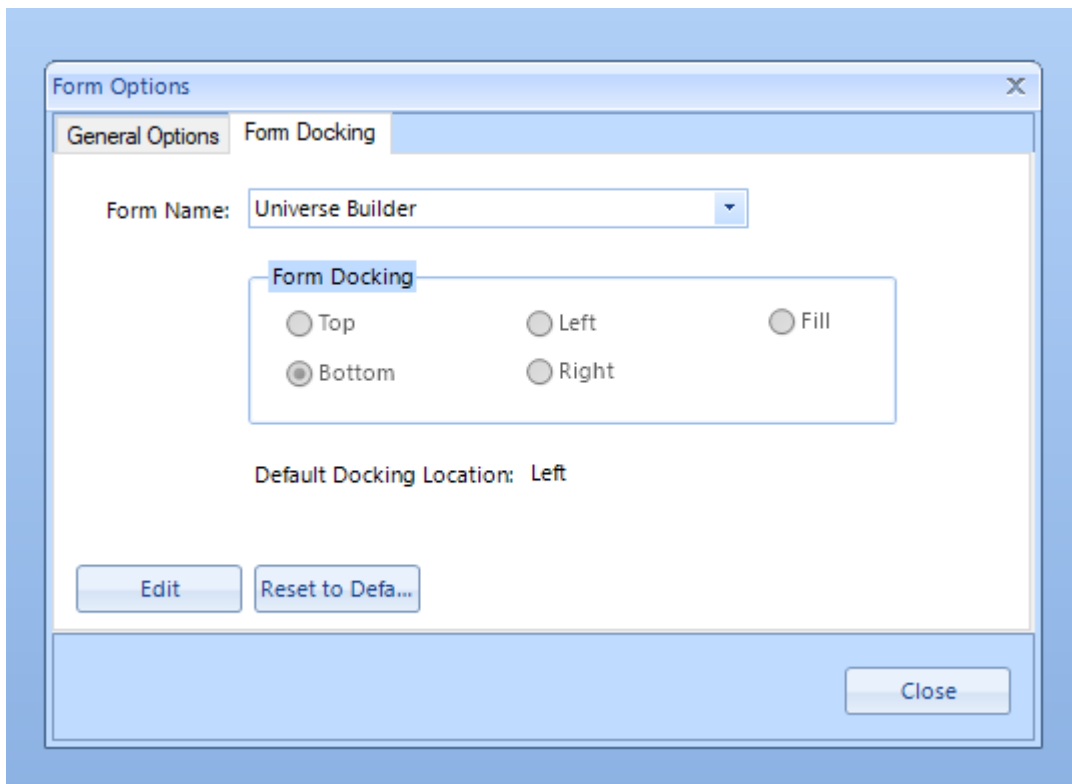 Form Options
General Options Form Docking
Form Name: Universe Builder
Form Docking
Top Left Fill
Bottom Right
Default Docking Location: Left
Edit Reset to Defa...
Close